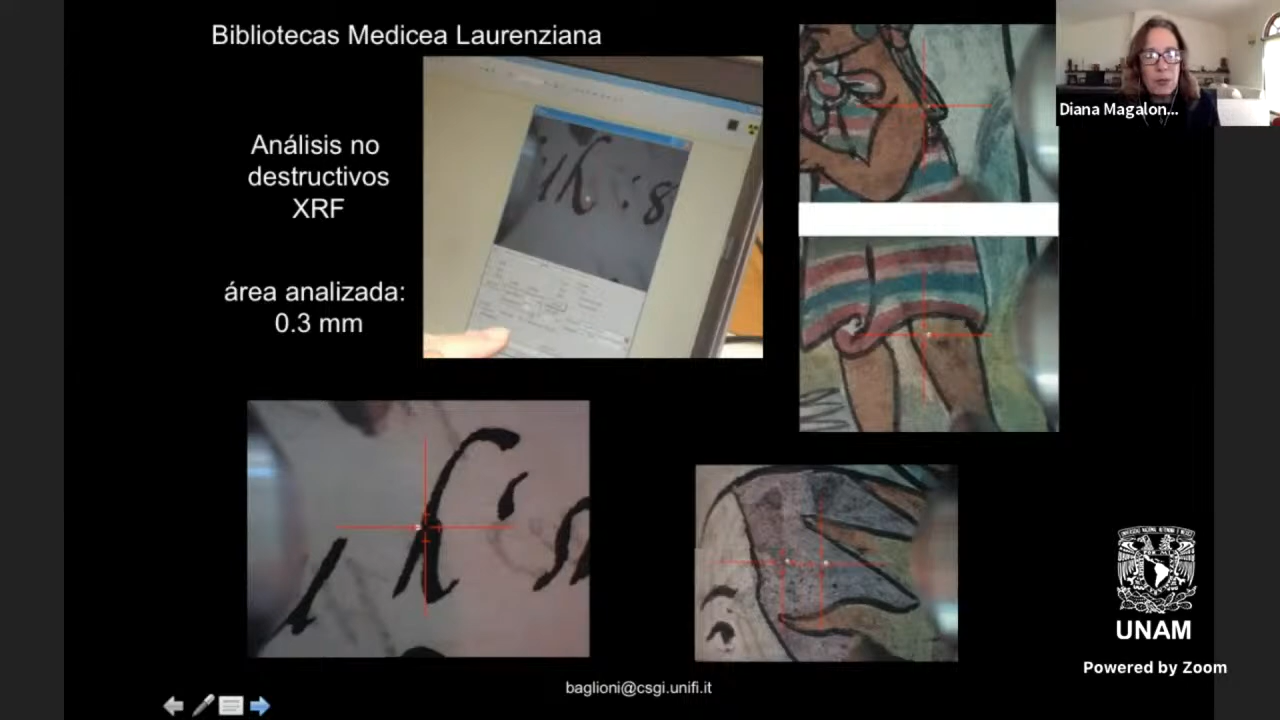 Bibliotecas Medicea Laurenziana
Diana Magalon...
Análisis no
destructivos
XRF
área analizada:
0.3 mm
UNAM
Powered by Zoom
baglioni@csgi.unifi.it